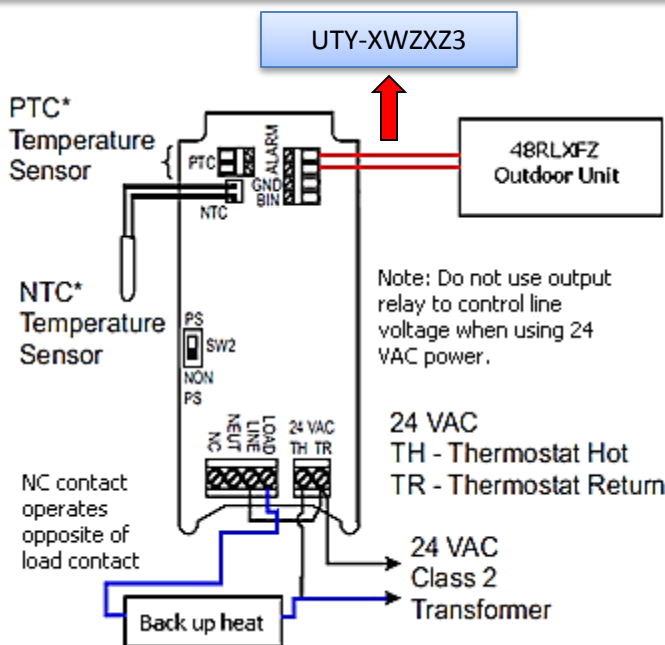 UTY-XWZXZ3
PTC*
Temperature
Sensor
PTC
ALARM
GND
BIN
NTC
48RLXFZ
Outdoor Unit
NTC*
Temperature
Sensor
Note: Do not use output
relay to control line
voltage when using 24
VAC power.
PS
SW2
NON
PS
NC
NEUT
LINE
LOAD
24 VAC
TH TR
24 VAC
TH - Thermostat Hot
TR - Thermostat Return
NC contact
operates
opposite of
load contact
24 VAC
Class 2
Transformer
Back up heat